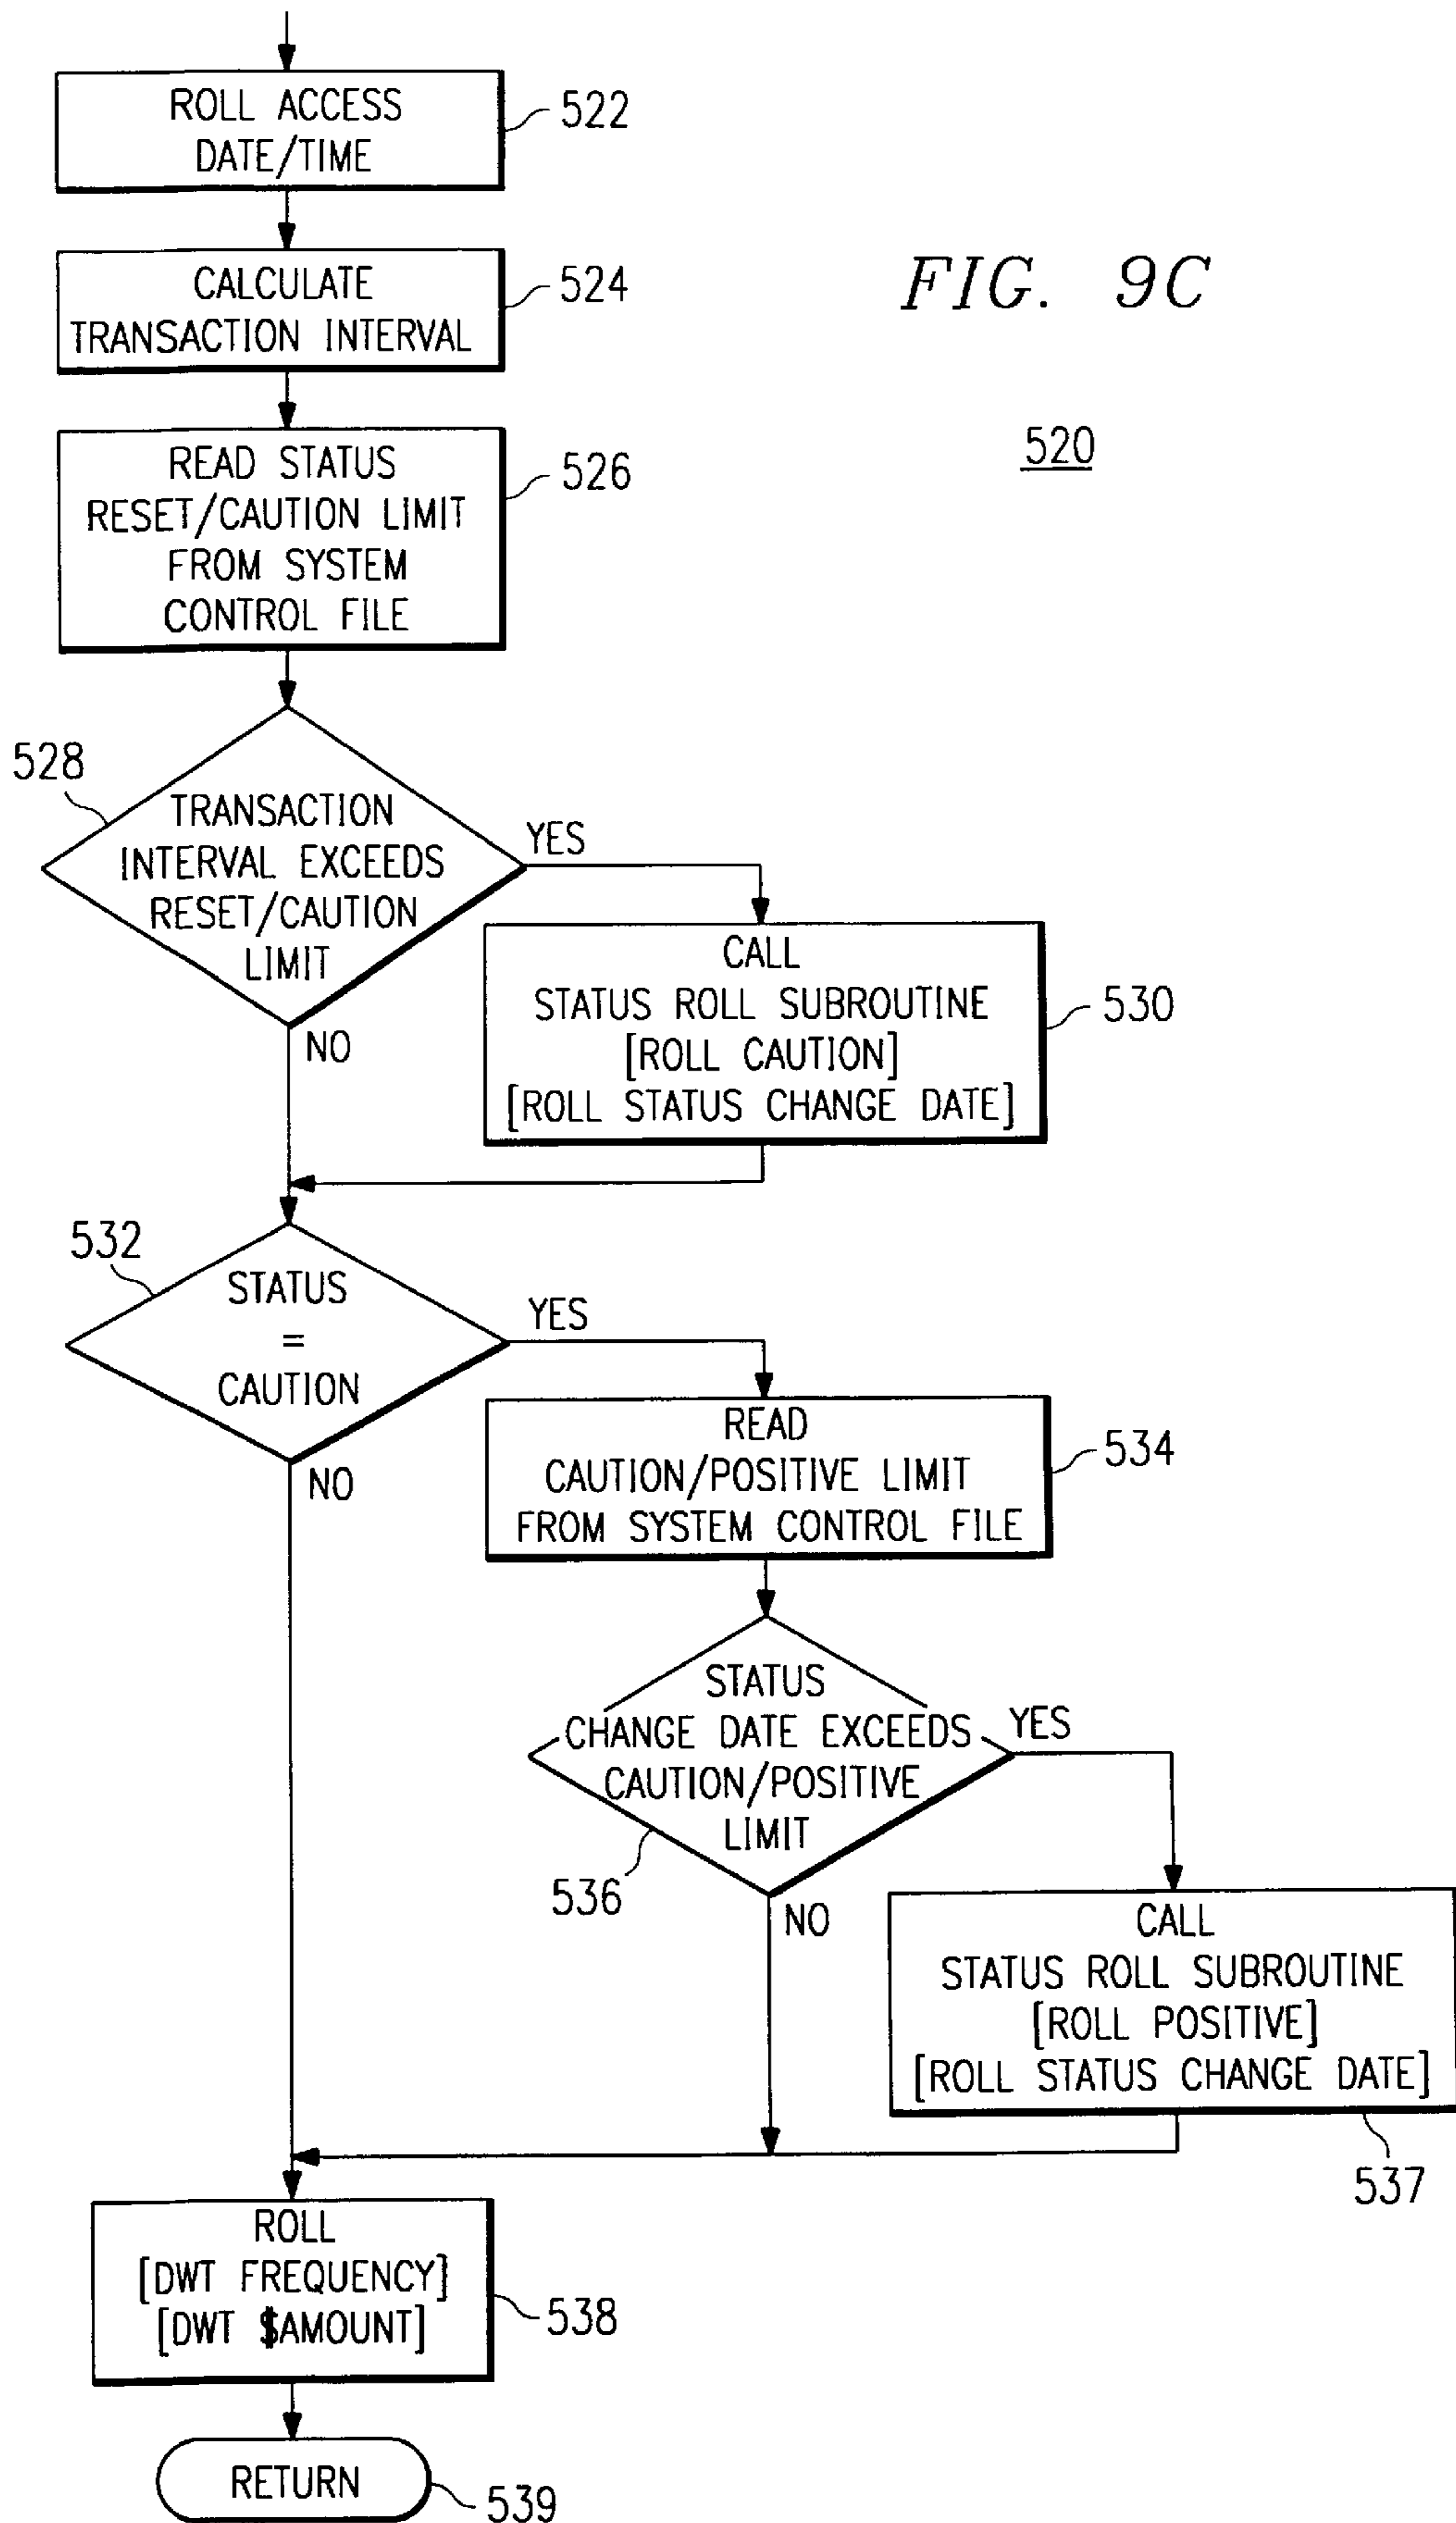 ROLL ACCESS
DATE/TIME
522
CALCULATE
TRANSACTION INTERVAL
524
FIG. 9C
520
READ STATUS
RESET/CAUTION LIMIT
FROM SYSTEM
CONTROL FILE
526
528
TRANSACTION
INTERVAL EXCEEDS
RESET/CAUTION
LIMIT
YES
NO
CALL
STATUS ROLL SUBROUTINE
[ROLL CAUTION]
[ROLL STATUS CHANGE DATE]
530
532
STATUS
=
CAUTION
YES
NO
READ
CAUTION/POSITIVE LIMIT
FROM SYSTEM CONTROL FILE
534
STATUS
CHANGE DATE EXCEEDS
CAUTION/POSITIVE
LIMIT
YES
536
NO
CALL
STATUS ROLL SUBROUTINE
[ROLL POSITIVE]
[ROLL STATUS CHANGE DATE]
537
ROLL
[DWT FREQUENCY]
[DWT $AMOUNT]
538
RETURN
539